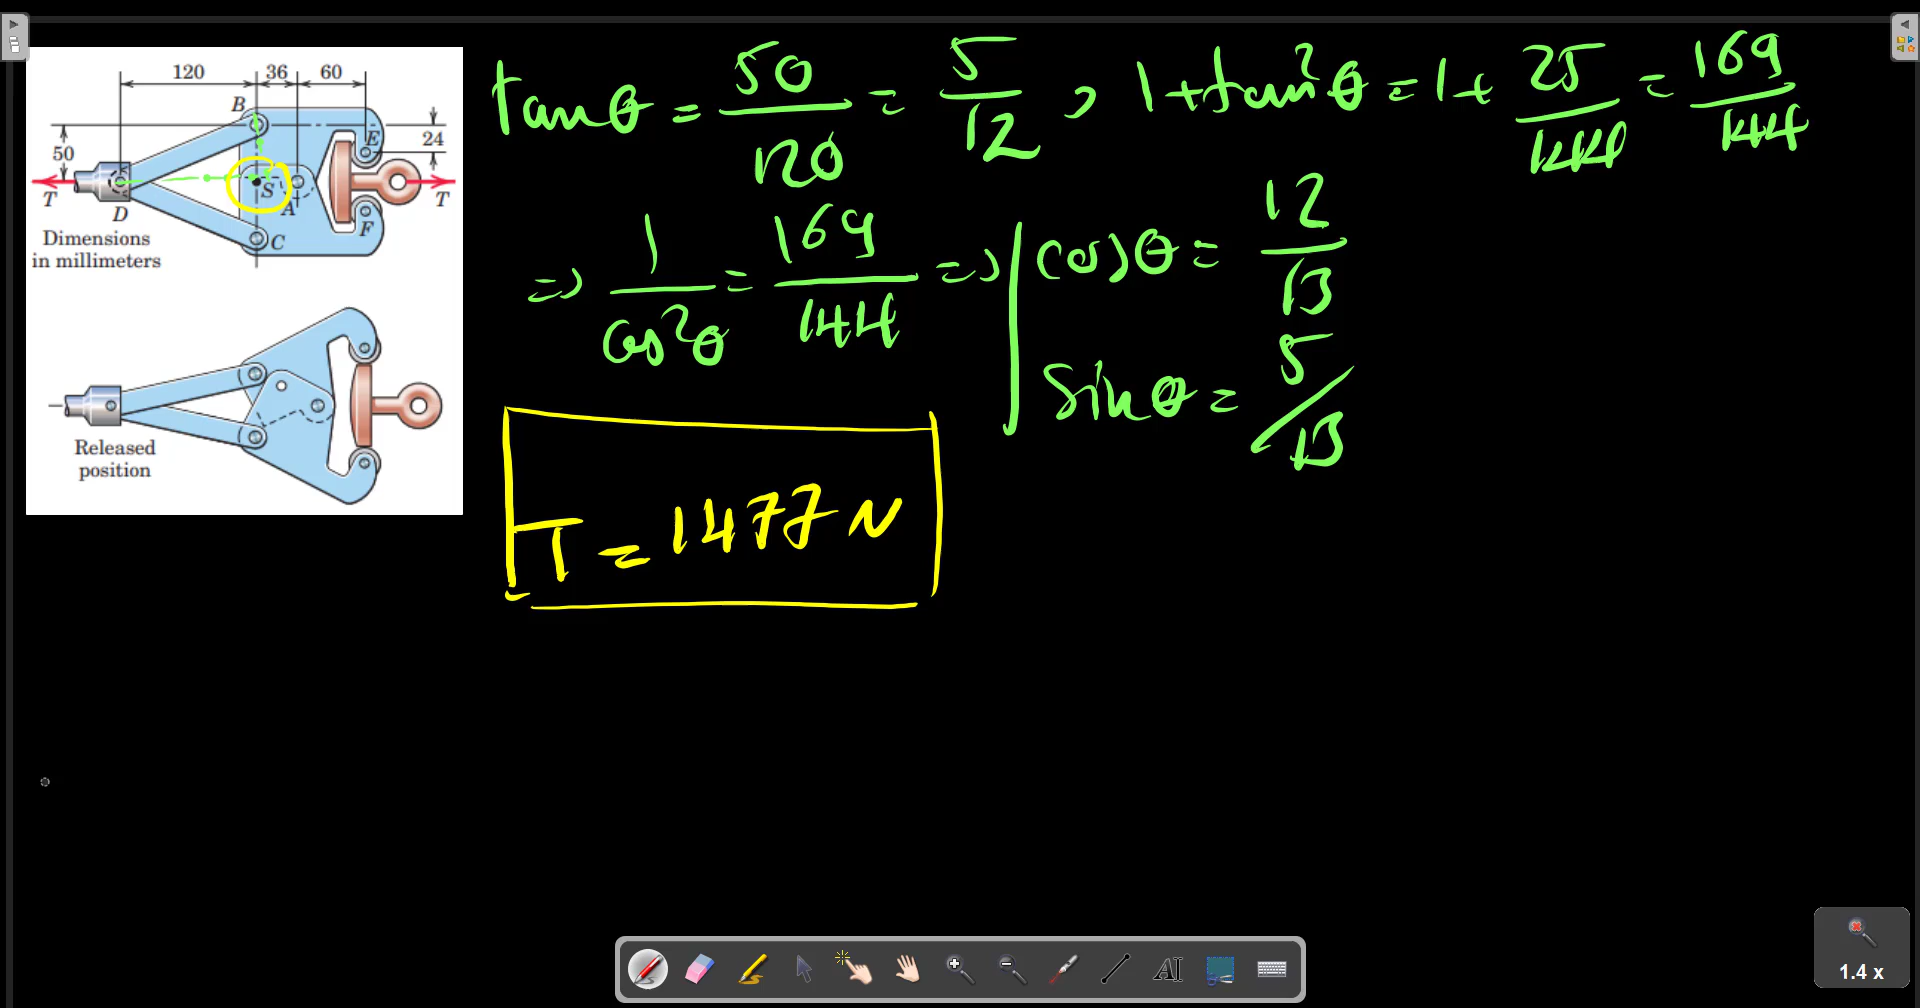 120 36 60
B
E
24
50
T
S
A
T
D
F
C
Dimensions
in millimeters
Released
position
tanθ = 50/120 = 5/12 , 1+tan²θ = 1+ 25/144 = 169/144
=> 1/cos²θ = 169/144 => cosθ = 12/13
sinθ = 5/13
T = 1477 N
AI
1.4 x